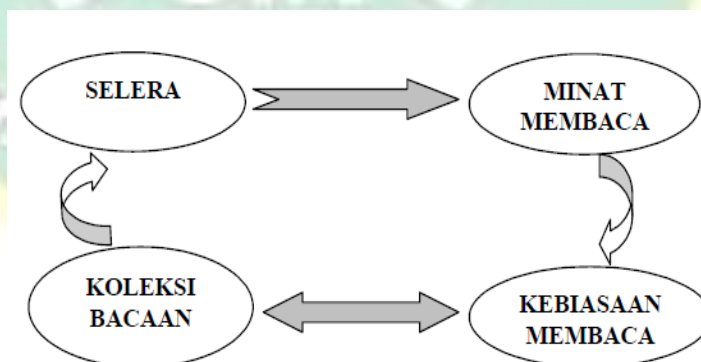 SELERA
MINAT
MEMBACA
KOLEKSI
BACAAN
KEBIASAAN
MEMBACA